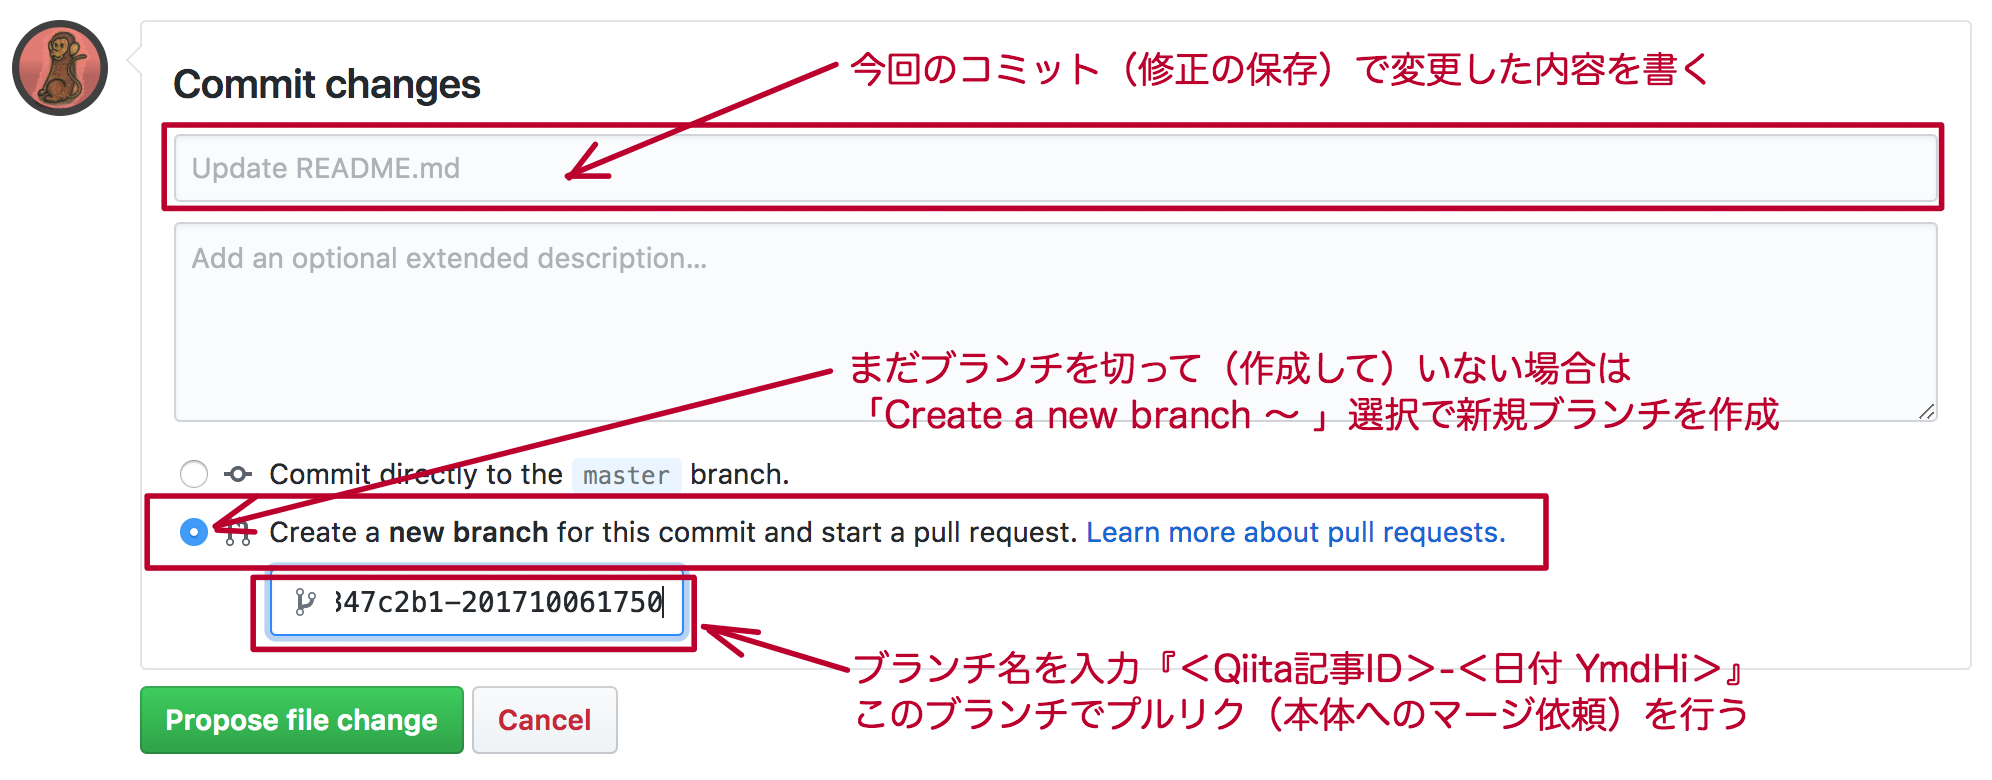 今回のコミット（修正の保存）で変更した内容を書く
Commit changes
Update README.md
Add an optional extended description...
まだブランチを切って（作成して）いない場合は
「Create a new branch ～ 」選択で新規ブランチを作成
Commit directly to the master branch.
Create a new branch for this commit and start a pull request. Learn more about pull requests.
347c2b1-201710061750
ブランチ名を入力『＜Qiita記事ID＞-＜日付 YmdHi＞』
このブランチでプルリク（本体へのマージ依頼）を行う
Propose file change
Cancel